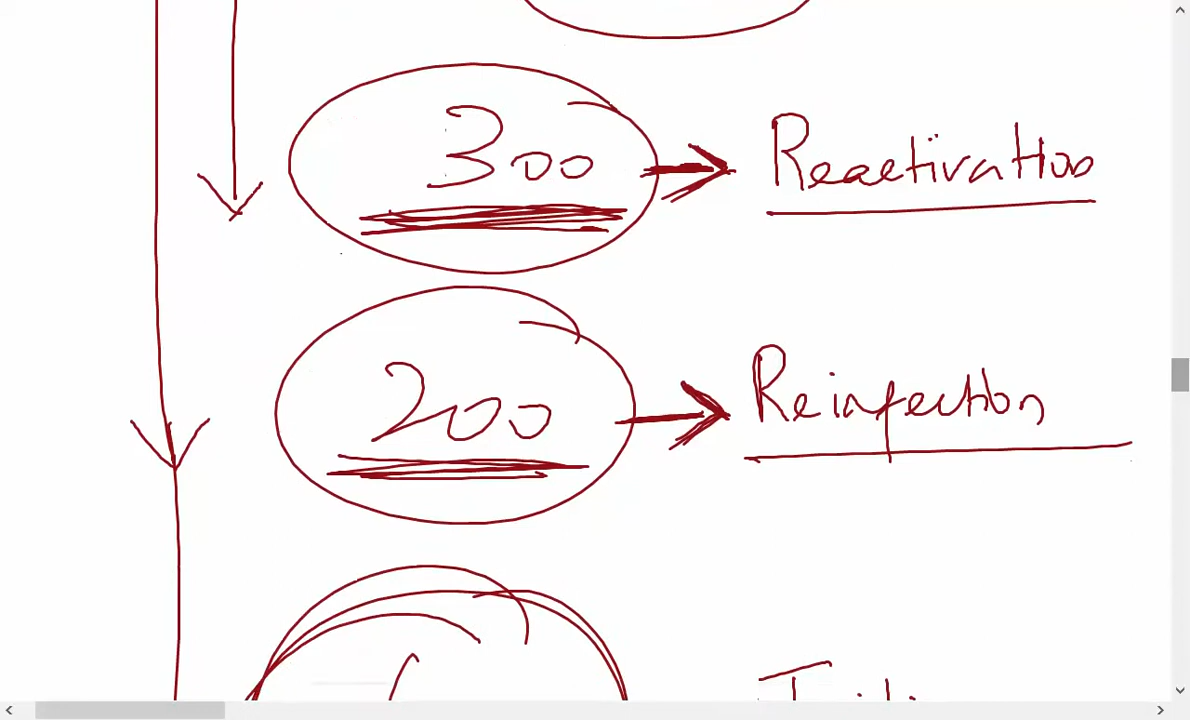 300 → Reactivation
200 → Reinfection